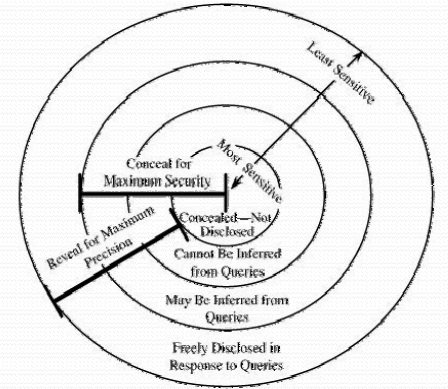 Least Sensitive
Most Sensitive
Conceal for
Maximum Security
Reveal for Maximum
Precision
Concealed—Not
Disclosed
Cannot Be Inferred
from Queries
May Be Inferred from
Queries
Freely Disclosed in
Response to Queries